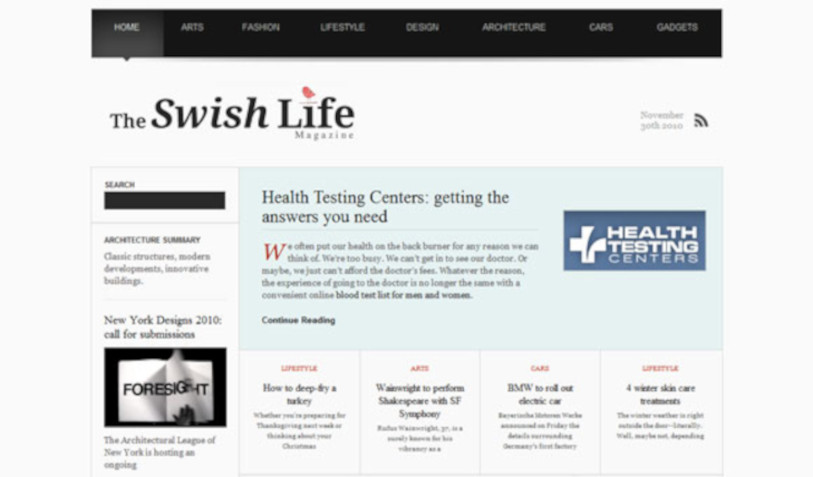 HOME ARTS FASHION LIFESTYLE DESIGN ARCHITECTURE CARS GADGETS
The Swish Life
Magazine
November
30th 2010
SEARCH
ARCHITECTURE SUMMARY
Classic structures, modern
developments, innovative
buildings.
New York Designs 2010:
call for submissions
FORESIGHT
The Architectural League of
New York is hosting an
ongoing
Health Testing Centers: getting the
answers you need
We often put our health on the back burner for any reason we can
think of. We're too busy. We can't get in to see our doctor. Or
maybe, we just can't afford the doctor's fees. Whatever the reason,
the experience of going to the doctor is no longer the same with a
convenient online blood test list for men and women.
Continue Reading
HEALTH
TESTING
CENTERS
LIFESTYLE
How to deep-fry a
turkey
Whether you're preparing for
Thanksgiving next week or
thinking about your
Christmas
ARTS
Wainwright to perform
Shakespeare with SF
Symphony
Rufus Wainwright, 37, is a
surely known for his
vibrancy as a
CARS
BMW to roll out
electric car
Bayerische Motoren Werke
announced on Friday the
details surrounding
Germany's first factory
LIFESTYLE
4 winter skin care
treatments
The winter weather is right
outside the door—literally.
Well, maybe not, depending